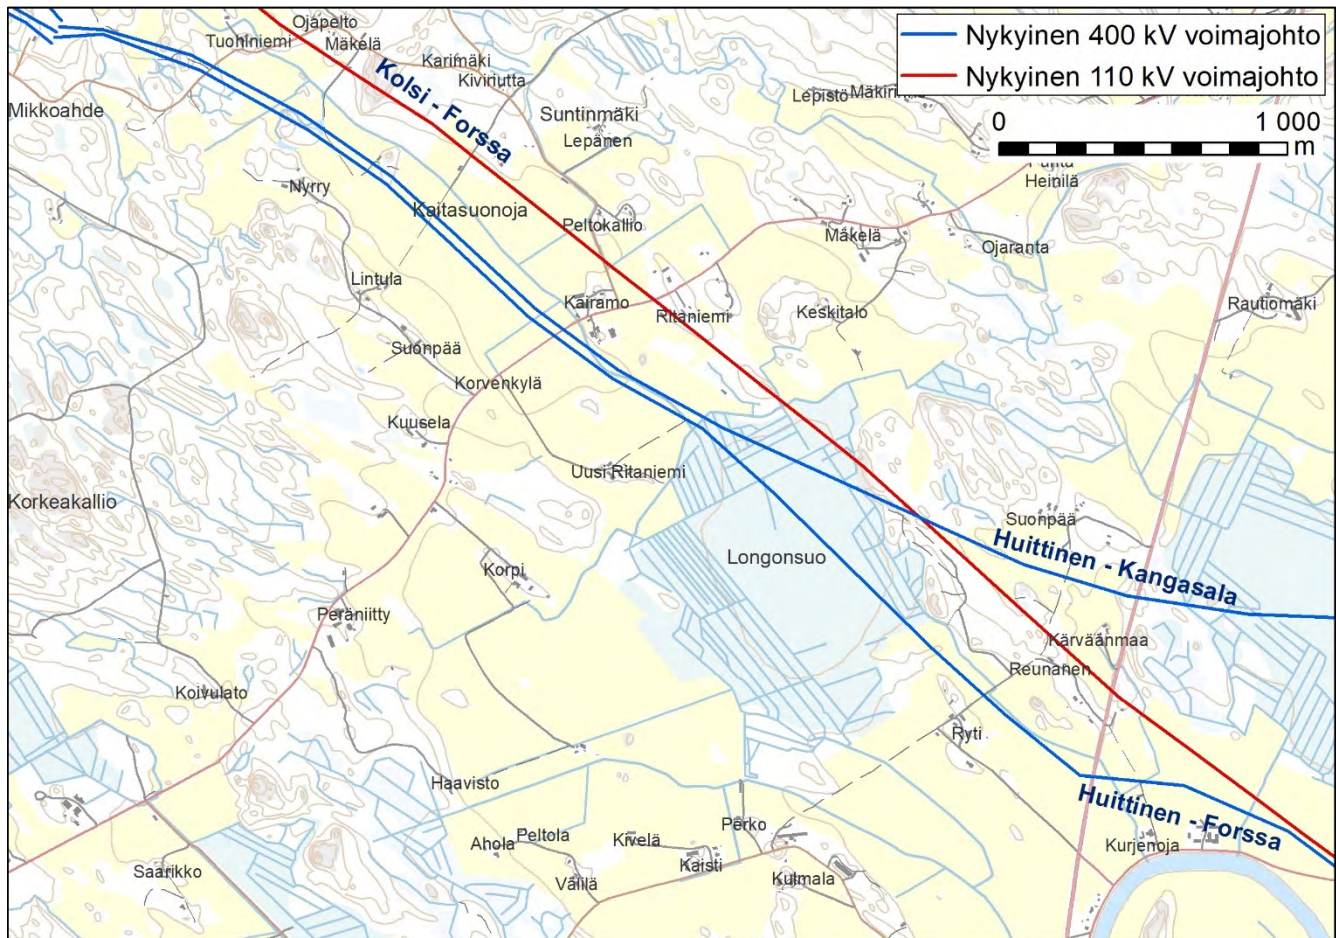 Nykyinen 400 kV voimajohto
Nykyinen 110 kV voimajohto
0 1 000
m
Ojapelto
Tuohiniemi
Mäkelä
Karimäki
Kiviriutta
Kolsi - Forssa
Mikkoahde
Suntinmäki
Lepänen
Lepistö
Heinilä
Nyrry
Kaitasuonoja
Peltokallio
Mäkelä
Ojaranta
Lintula
Kairamo
Ritaniemi
Keskitalo
Rautiomäki
Suonpää
Korvenkylä
Kuusela
Uusi Ritaniemi
Korkeakallio
Suonpää
Huittinen - Kangasala
Longonsuo
Korpi
Peräniitty
Kärväänmaa
Reunanen
Koivulato
Ryti
Haavisto
Huittinen - Forssa
Perko
Peltola
Kivelä
Ahola
Kurjenoja
Kaisti
Saarikko
Välilä
Kulmala